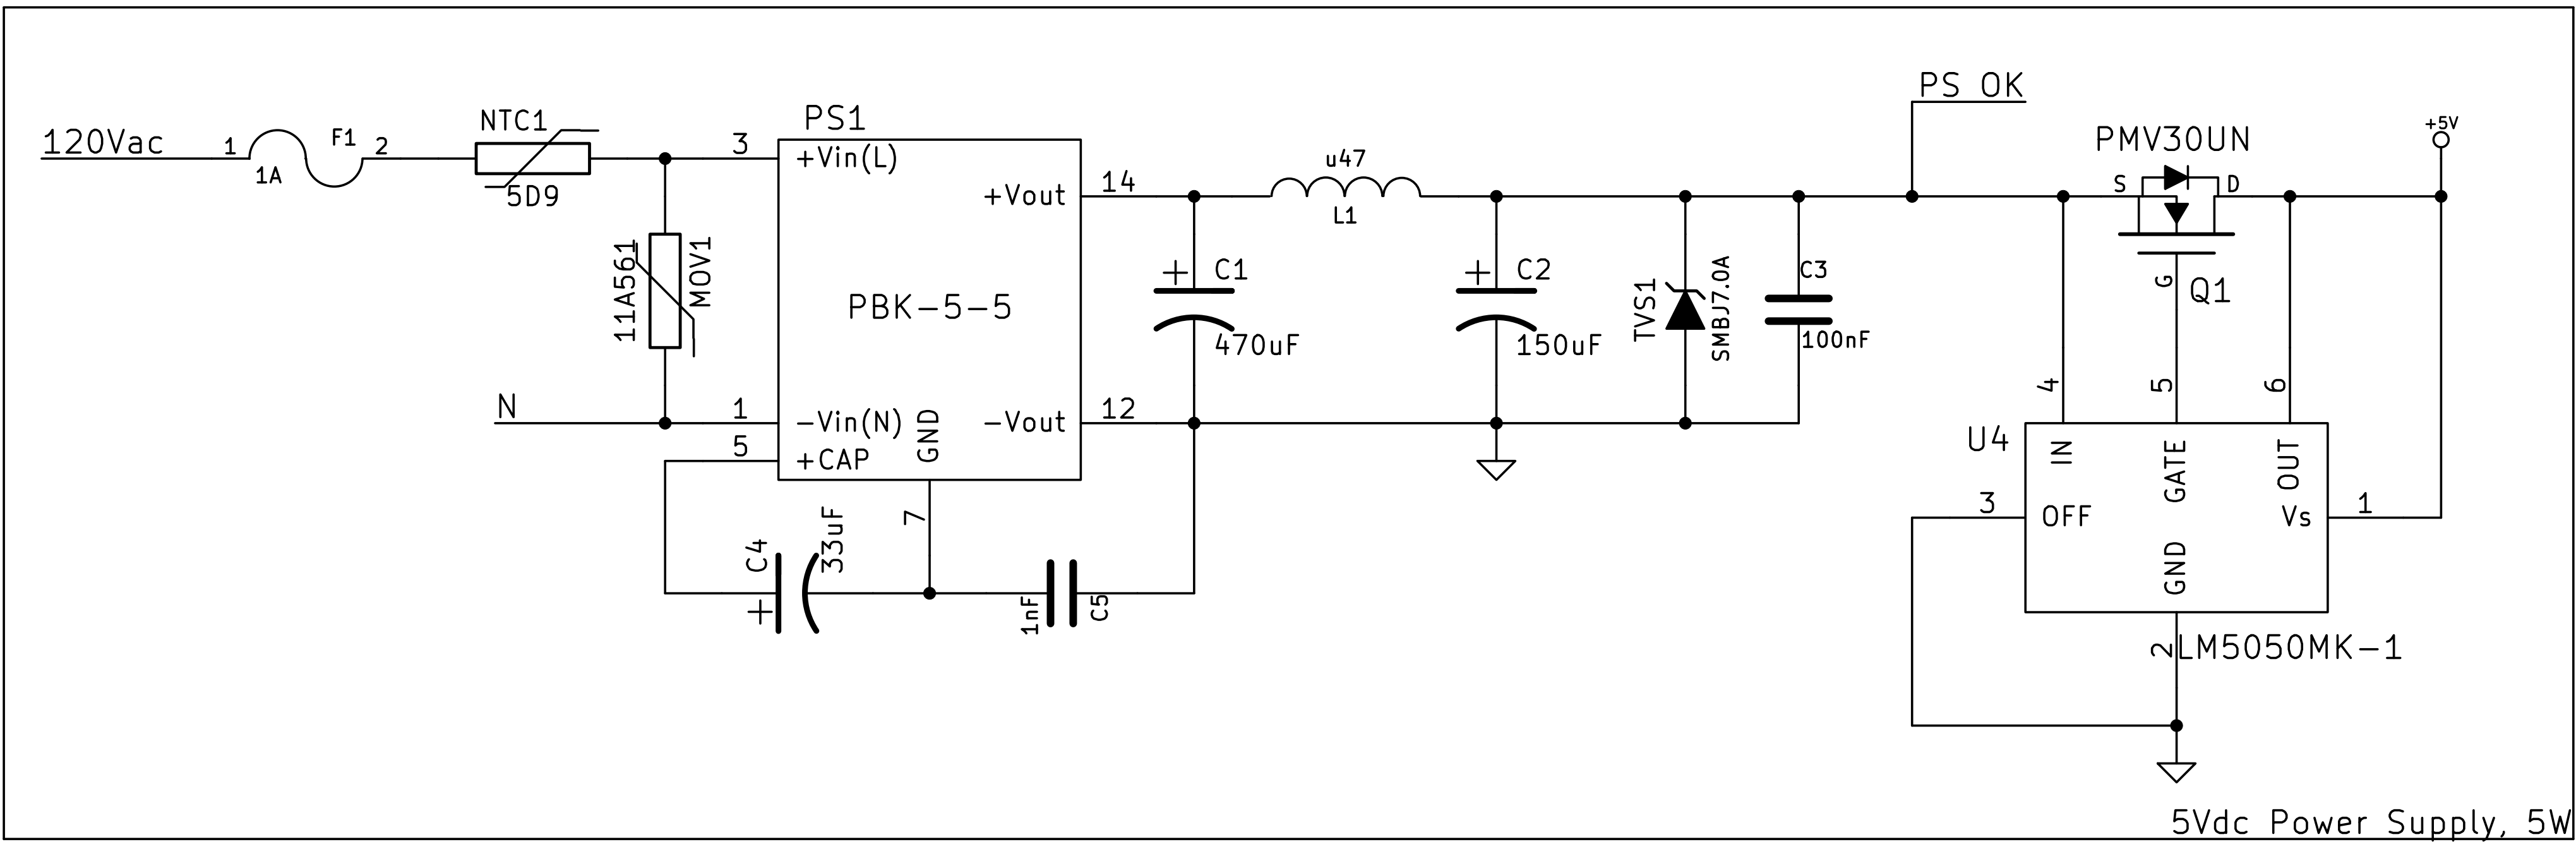 120Vac
1
F1
2
1A
NTC1
5D9
11A561
MOV1
N
PS1
3
+Vin(L)
+Vout
14
PBK-5-5
1
-Vin(N)
GND
-Vout
12
5
+CAP
7
C4
33uF
+
1nF
C5
+
C1
470uF
u47
L1
+
C2
150uF
TVS1
SMBJ7.0A
C3
100nF
PS OK
PMV30UN
S
D
G
Q1
+5V
4
5
6
U4
IN
GATE
OUT
3
OFF
Vs
1
GND
2
LM5050MK-1
5Vdc Power Supply, 5W